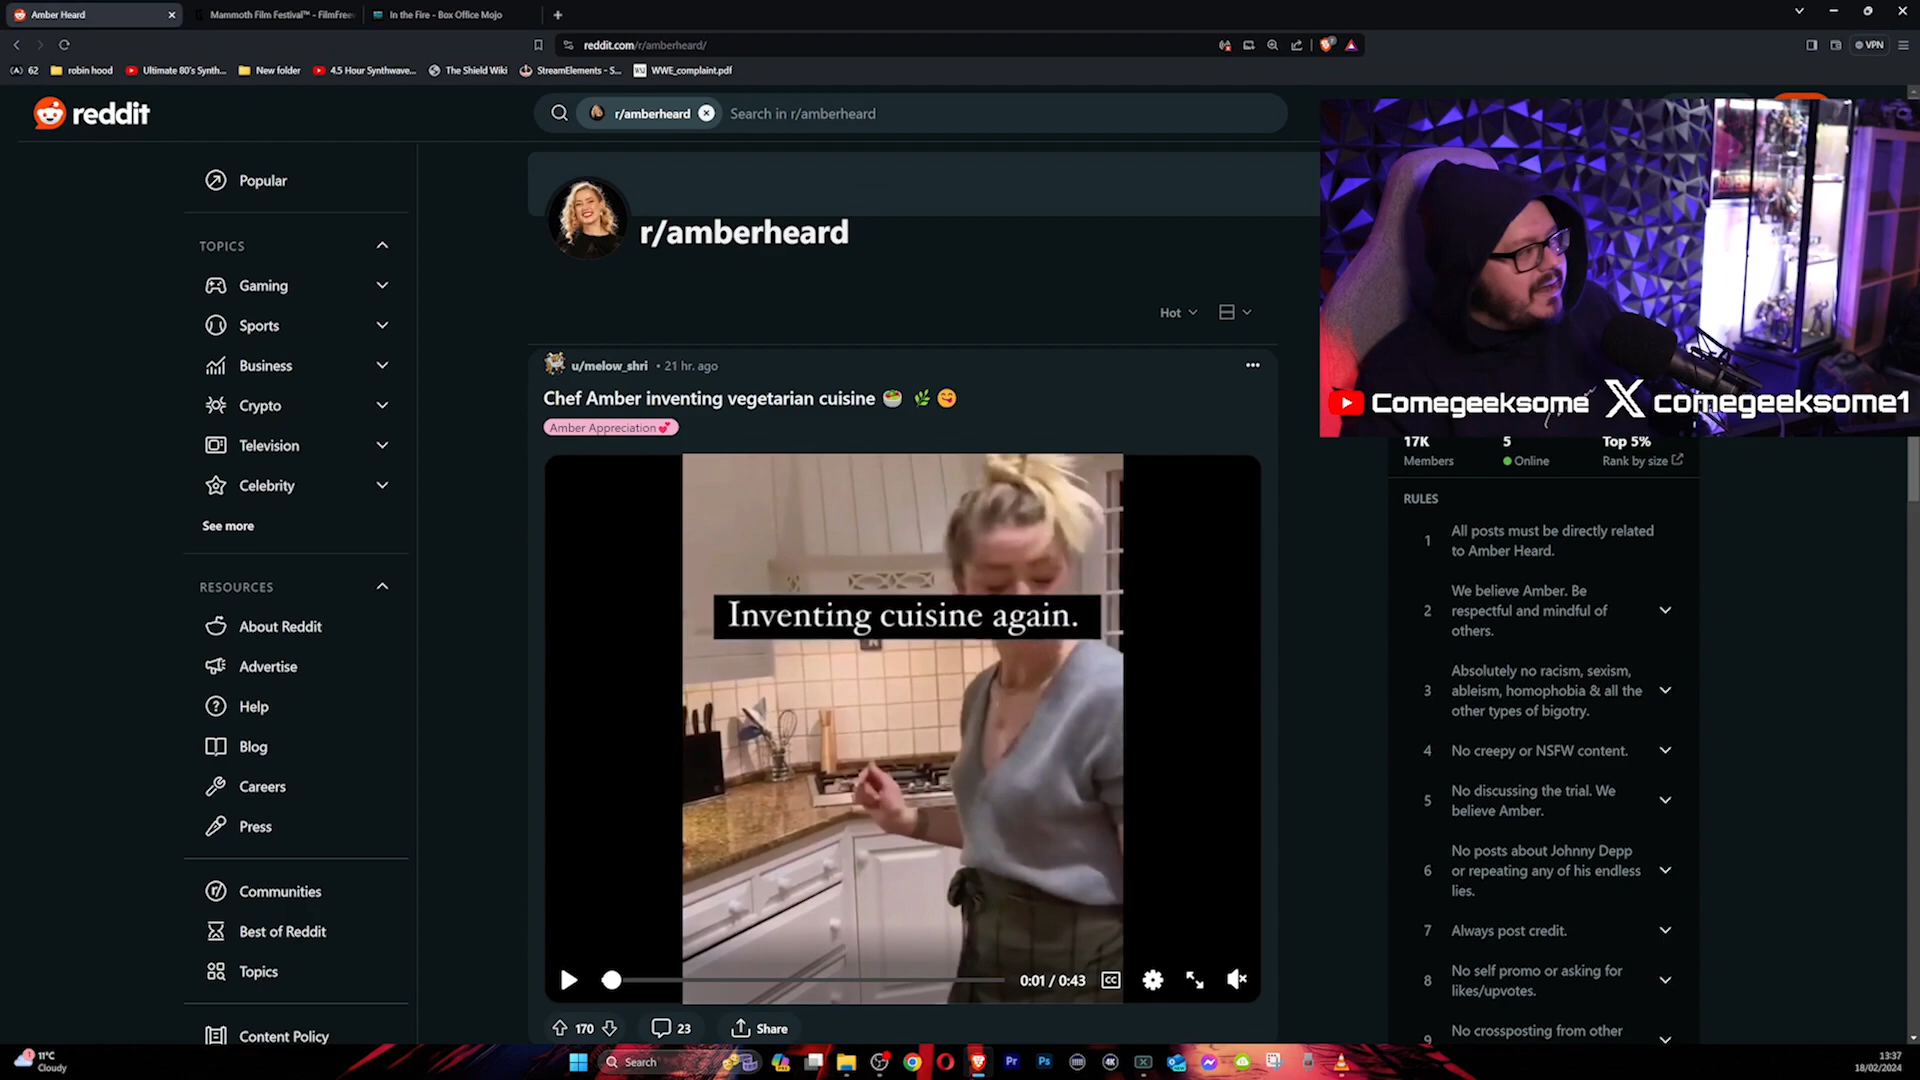 Amber Heard
Mammoth Film Festival™ - FilmFree
In the Fire - Box Office Mojo
reddit.com/r/amberheard/
VPN
(A) 62
robin hood
Ultimate 80's Synth...
New folder
4.5 Hour Synthwave...
The Shield Wiki
StreamElements - S...
WWE_complaint.pdf
reddit
r/amberheard
Search in r/amberheard
Popular
TOPICS
Gaming
Sports
Business
Crypto
Television
Celebrity
See more
RESOURCES
About Reddit
Advertise
Help
Blog
Careers
Press
Communities
Best of Reddit
Topics
Content Policy
r/amberheard
Hot
u/melow_shri • 21 hr. ago
Chef Amber inventing vegetarian cuisine
Amber Appreciation
Inventing cuisine again.
0:01 / 0:43
CC
170
23
Share
Comegeeksome
X comegeeksome1
17K
Members
5
Online
Top 5%
Rank by size
RULES
1
All posts must be directly related
to Amber Heard.
2
We believe Amber. Be
respectful and mindful of
others.
3
Absolutely no racism, sexism,
ableism, homophobia & all the
other types of bigotry.
4
No creepy or NSFW content.
5
No discussing the trial. We
believe Amber.
6
No posts about Johnny Depp
or repeating any of his endless
lies.
7
Always post credit.
8
No self promo or asking for
likes/upvotes.
9
No crossposting from other
11°C
Cloudy
Search
Pr
Ps
4K
13:37
18/02/2024